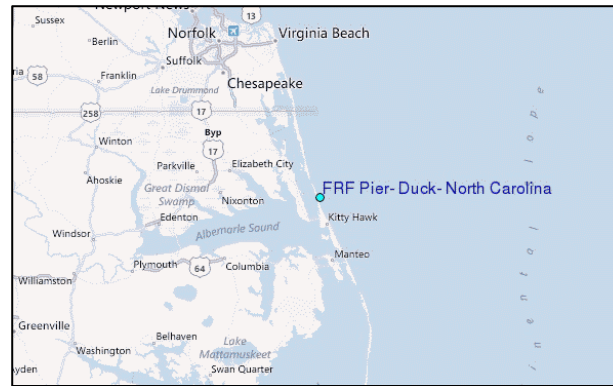 Newport News
13
Sussex
Berlin
Norfolk
Virginia Beach
Suffolk
58
Franklin
Chesapeake
Lake Drummond
17
258
Byp
17
Winton
Parkville
Elizabeth City
Ahoskie
Great Dismal
Swamp
Nixonton
FRF Pier- Duck- North Carolina
Edenton
Kitty Hawk
Windsor
Albemarle Sound
Plymouth
64
Columbia
Manteo
Williamston
Greenville
Belhaven
Lake
Mattamuskeet
Washington
Swan Quarter